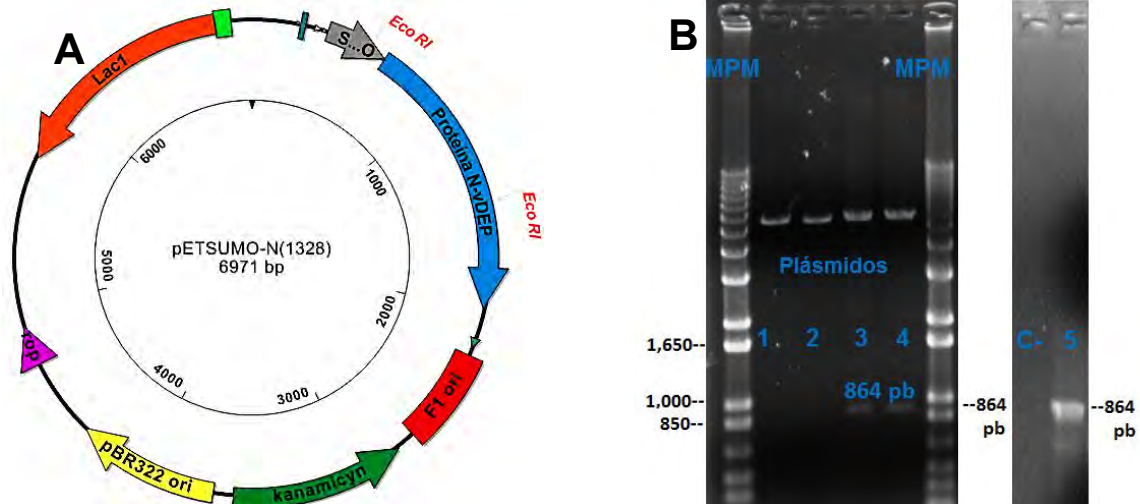 A
Lac1
S...O
Eco RI
Proteína N-vDEP
Eco RI
F1 ori
kanamicyn
pBR322 ori
rop
1000
2000
3000
4000
5000
6000
pETSUMO-N(1328)
6971 bp
B
MPM
MPM
Plásmidos
1,650--
1 2 3 4
C- 5
864 pb
1,000--
850--
--864
pb
--864
pb